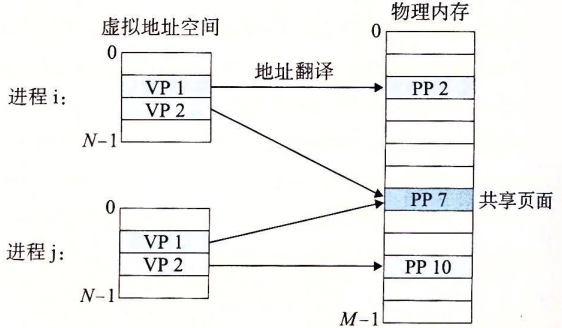 虚拟地址空间
物理内存
0
0
地址翻译
进程 i:
VP 1
PP 2
VP 2
N-1
PP 7
共享页面
0
进程 j:
VP 1
VP 2
PP 10
N-1
M-1